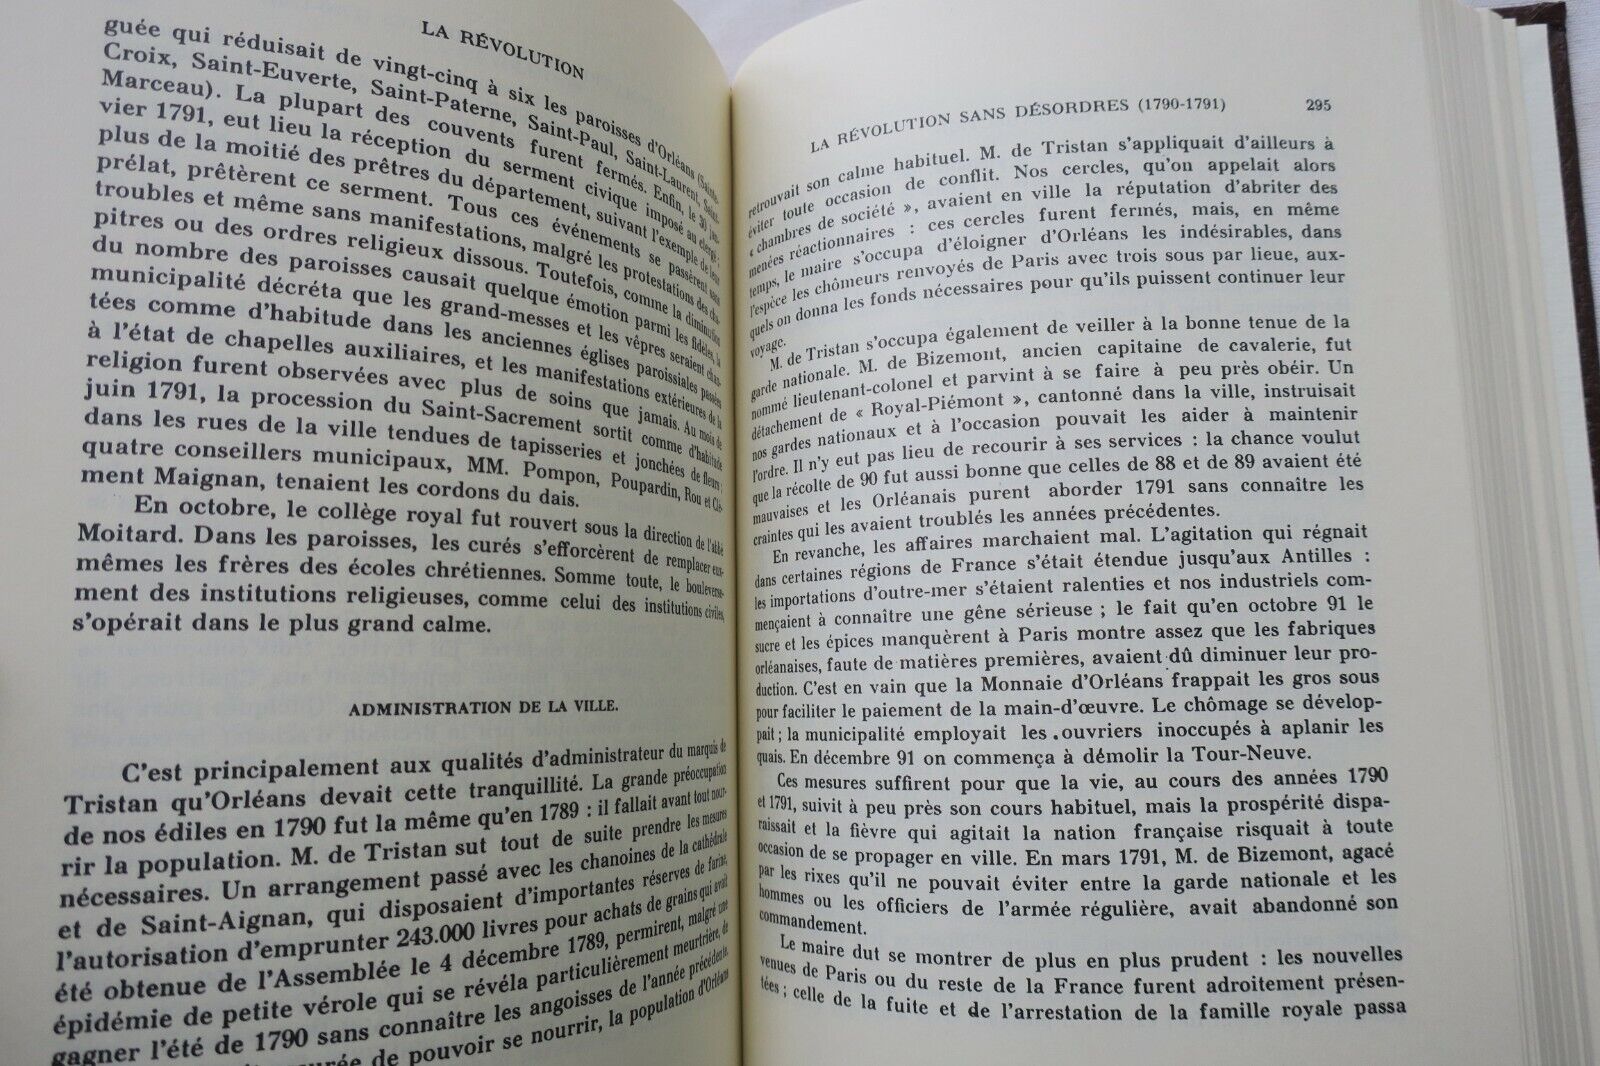 LA RÉVOLUTION
guée qui réduisait de vingt-cinq à six les paroisses d'Orléans (Sainte-
Croix, Saint-Euverte, Saint-Paterne, Saint-Paul, Saint-Laurent, Saint-
Marceau). La plupart des couvents furent fermés. Enfin, le 30 jan-
vier 1791, eut lieu la réception du serment civique imposé au clergé ;
plus de la moitié des prêtres du département, suivant l'exemple de leur
prélat, prêtèrent ce serment. Tous ces événements se passèrent sans
troubles et même sans manifestations, malgré les protestations des cha-
pitres ou des ordres religieux dissous. Toutefois, comme la diminution
du nombre des paroisses causait quelque émotion parmi les fidèles, la
municipalité décréta que les grand-messes et les vêpres seraient chan-
tées comme d'habitude dans les anciennes églises paroissiales passées
à l'état de chapelles auxiliaires, et les manifestations extérieures de la
religion furent observées avec plus de soins que jamais. Au mois de
juin 1791, la procession du Saint-Sacrement sortit comme d'habitude
dans les rues de la ville tendues de tapisseries et jonchées de fleurs ;
quatre conseillers municipaux, MM. Pompon, Poupardin, Rou et Clé-
ment Maignan, tenaient les cordons du dais.
En octobre, le collège royal fut rouvert sous la direction de l'abbé
Moitard. Dans les paroisses, les curés s'efforcèrent de remplacer eux-
mêmes les frères des écoles chrétiennes. Somme toute, le bouleverse-
ment des institutions religieuses, comme celui des institutions civiles,
s'opérait dans le plus grand calme.
ADMINISTRATION DE LA VILLE.
C'est principalement aux qualités d'administrateur du marquis de
Tristan qu'Orléans devait cette tranquillité. La grande préoccupation
de nos édiles en 1790 fut la même qu'en 1789 : il fallait avant tout nour-
rir la population. M. de Tristan sut tout de suite prendre les mesures
nécessaires. Un arrangement passé avec les chanoines de la cathédrale
et de Saint-Aignan, qui disposaient d'importantes réserves de farine,
l'autorisation d'emprunter 243.000 livres pour achats de grains qui avait
été obtenue de l'Assemblée le 4 décembre 1789, permirent, malgré une
épidémie de petite vérole qui se révéla particulièrement meurtrière, de
gagner l'été de 1790 sans connaître les angoisses de l'année précédente.
de pouvoir se nourrir, la population d'Orléans
LA RÉVOLUTION SANS DÉSORDRES (1790-1791) 295
retrouvait son calme habituel. M. de Tristan s'appliquait d'ailleurs à
éviter toute occasion de conflit. Nos cercles, qu'on appelait alors
« chambres de société », avaient en ville la réputation d'abriter des
menées réactionnaires : ces cercles furent fermés, mais, en même
temps, le maire s'occupa d'éloigner d'Orléans les indésirables, dans
l'espèce les chômeurs renvoyés de Paris avec trois sous par lieue, aux-
quels on donna les fonds nécessaires pour qu'ils puissent continuer leur
voyage.
M. de Tristan s'occupa également de veiller à la bonne tenue de la
garde nationale. M. de Bizemont, ancien capitaine de cavalerie, fut
nommé lieutenant-colonel et parvint à se faire à peu près obéir. Un
détachement de « Royal-Piémont », cantonné dans la ville, instruisait
nos gardes nationaux et à l'occasion pouvait les aider à maintenir
l'ordre. Il n'y eut pas lieu de recourir à ses services : la chance voulut
que la récolte de 90 fut aussi bonne que celles de 88 et de 89 avaient été
mauvaises et les Orléanais purent aborder 1791 sans connaître les
craintes qui les avaient troublés les années précédentes.
En revanche, les affaires marchaient mal. L'agitation qui régnait
dans certaines régions de France s'était étendue jusqu'aux Antilles :
les importations d'outre-mer s'étaient ralenties et nos industriels com-
mençaient à connaître une gêne sérieuse ; le fait qu'en octobre 91 le
sucre et les épices manquèrent à Paris montre assez que les fabriques
orléanaises, faute de matières premières, avaient dû diminuer leur pro-
duction. C'est en vain que la Monnaie d'Orléans frappait les gros sous
pour faciliter le paiement de la main-d'œuvre. Le chômage se dévelop-
pait ; la municipalité employait les ouvriers inoccupés à aplanir les
quais. En décembre 91 on commença à démolir la Tour-Neuve.
Ces mesures suffirent pour que la vie, au cours des années 1790
et 1791, suivit à peu près son cours habituel, mais la prospérité dispa-
raissait et la fièvre qui agitait la nation française risquait à toute
occasion de se propager en ville. En mars 1791, M. de Bizemont, agacé
par les rixes qu'il ne pouvait éviter entre la garde nationale et les
hommes ou les officiers de l'armée régulière, avait abandonné son
commandement.
Le maire dut se montrer de plus en plus prudent : les nouvelles
venues de Paris ou du reste de la France furent adroitement présen-
tées ; celle de la fuite et de l'arrestation de la famille royale passa